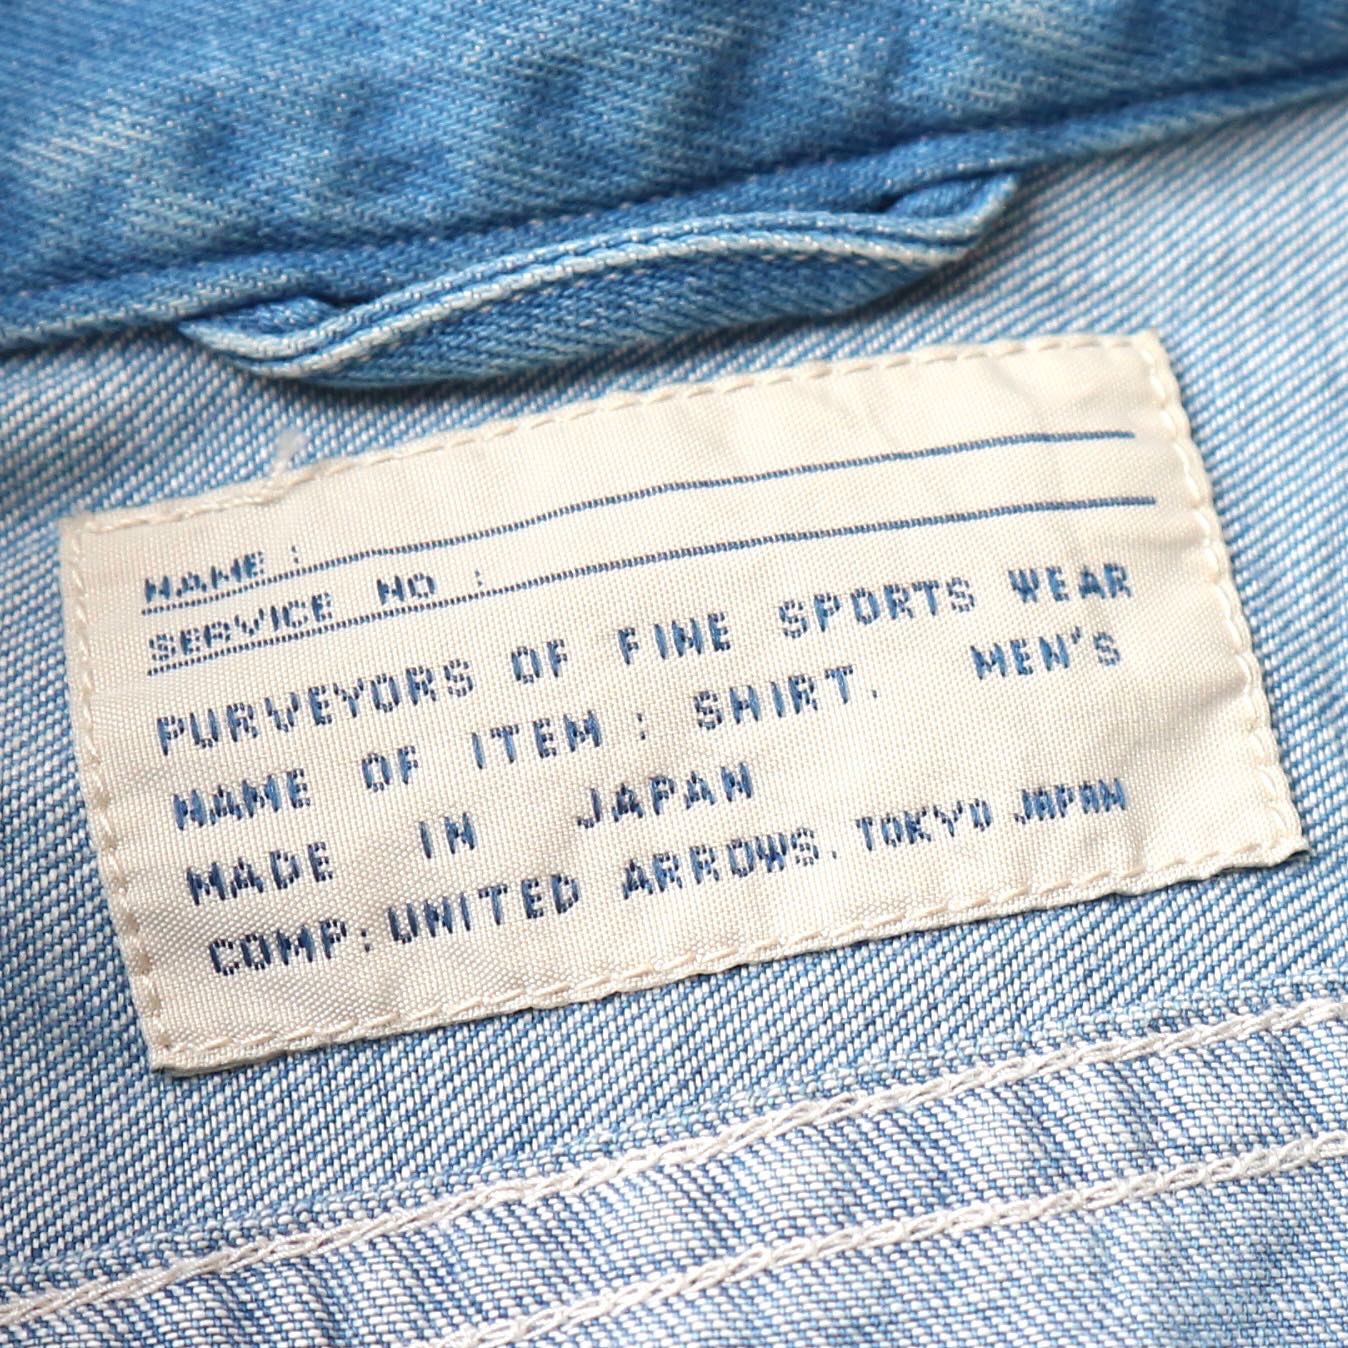 NAME :
SERVICE NO :
PURVEYORS OF FINE SPORTS WEAR
NAME OF ITEM : SHIRT. MEN'S
MADE IN JAPAN
COMP: UNITED ARROWS. TOKYO JAPAN